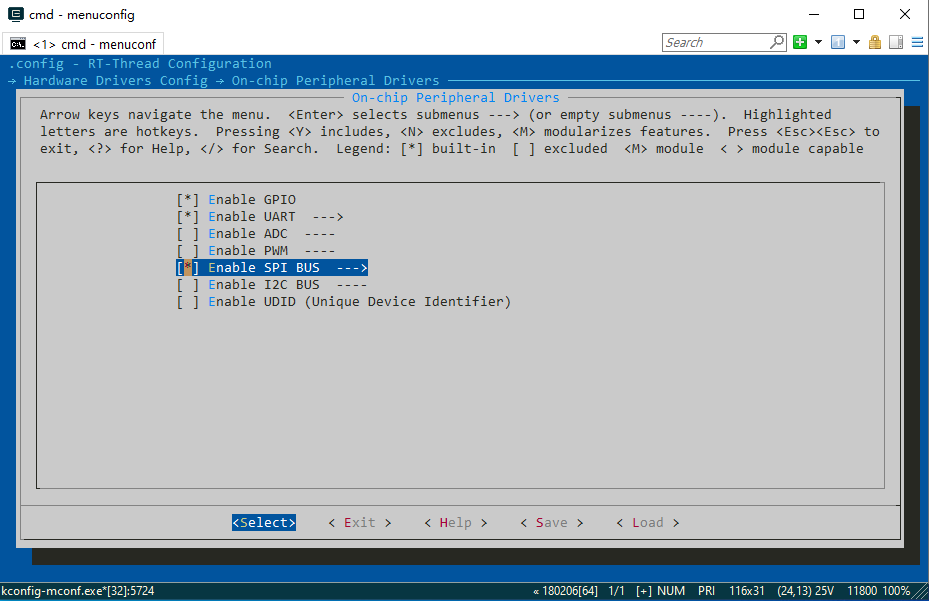 cmd - menuconfig
<1> cmd - menuconf
Search
.config - RT-Thread Configuration
→ Hardware Drivers Config → On-chip Peripheral Drivers
On-chip Peripheral Drivers
Arrow keys navigate the menu.  <Enter> selects submenus ---> (or empty submenus ----).  Highlighted
letters are hotkeys.  Pressing <Y> includes, <N> excludes, <M> modularizes features.  Press <Esc><Esc> to
exit, <?> for Help, </> for Search.  Legend: [*] built-in  [ ] excluded  <M> module  < > module capable
[*] Enable GPIO
[*] Enable UART  --->
[ ] Enable ADC  ----
[ ] Enable PWM  ----
[*] Enable SPI BUS  --->
[ ] Enable I2C BUS  ----
[ ] Enable UDID (Unique Device Identifier)
<Select>    < Exit >    < Help >    < Save >    < Load >
kconfig-mconf.exe*[32]:5724    « 180206[64]  1/1  [+] NUM  PRI  116x31  (24,13) 25V  11800 100%